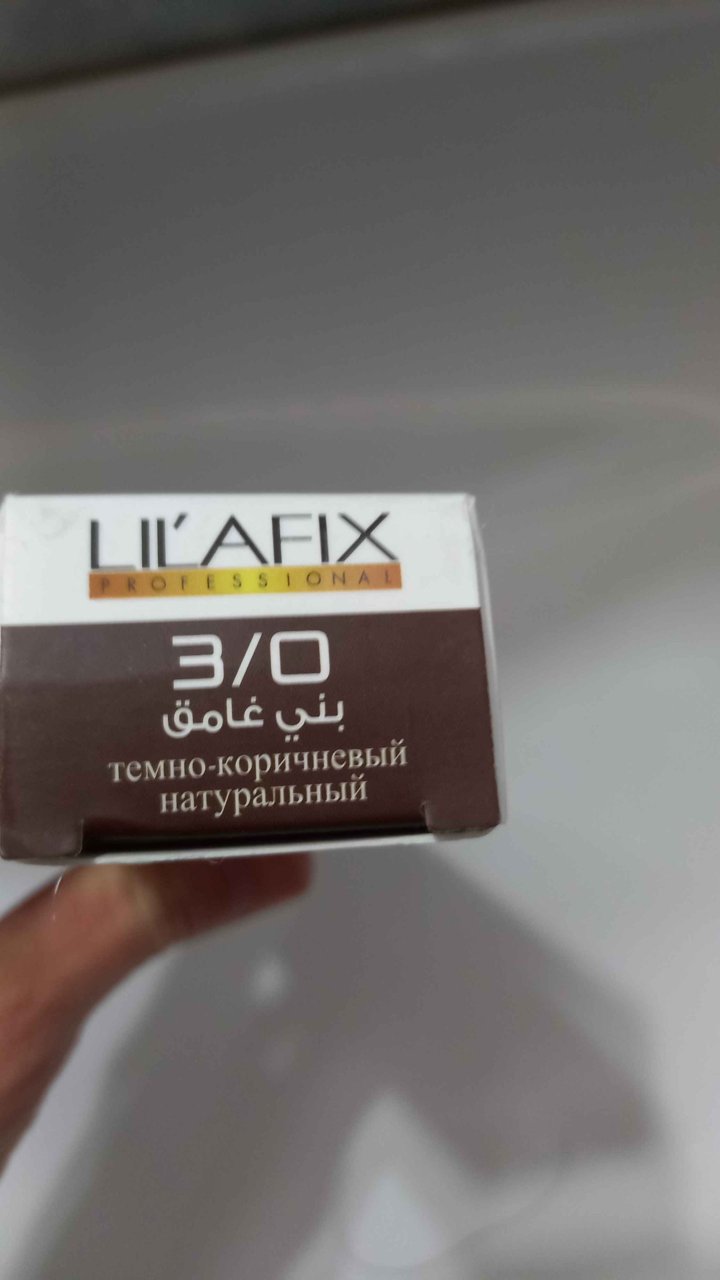 LIL'AFIX
PROFESSIONAL
3/0
بني غامق
темно-коричневый
натуральный